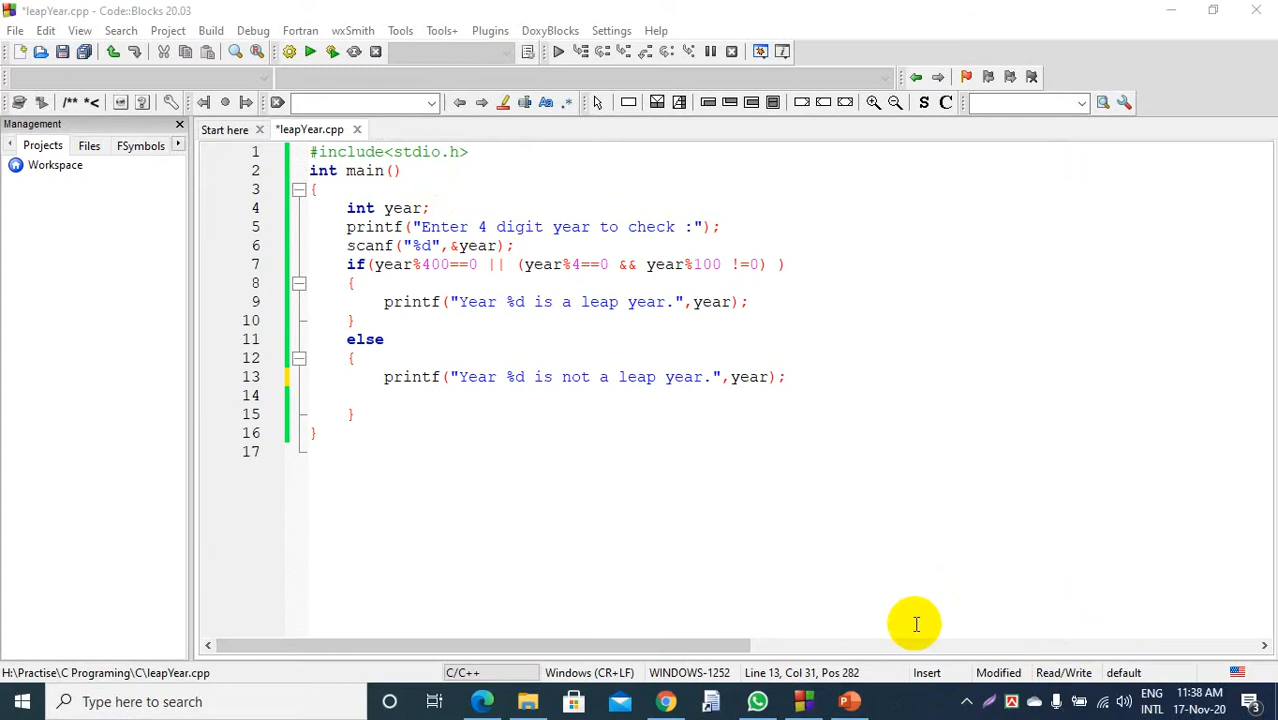 *leapYear.cpp - Code::Blocks 20.03
File Edit View Search Project Build Debug Fortran wxSmith Tools Tools+ Plugins DoxyBlocks Settings Help
/** *<
S C
Management
Start here *leapYear.cpp
Projects Files FSymbols
Workspace
1 #include<stdio.h>
2 int main()
3 {
4 int year;
5 printf("Enter 4 digit year to check :");
6 scanf("%d",&year);
7 if(year%400==0 || (year%4==0 && year%100 !=0) )
8 {
9 printf("Year %d is a leap year.",year);
10 }
11 else
12 {
13 printf("Year %d is not a leap year.",year);
14
15 }
16 }
17
H:\Practise\C Programing\C\leapYear.cpp C/C++ Windows (CR+LF) WINDOWS-1252 Line 13, Col 31, Pos 282 Insert Modified Read/Write default
Type here to search
ENG 11:38 AM
INTL 17-Nov-20
3